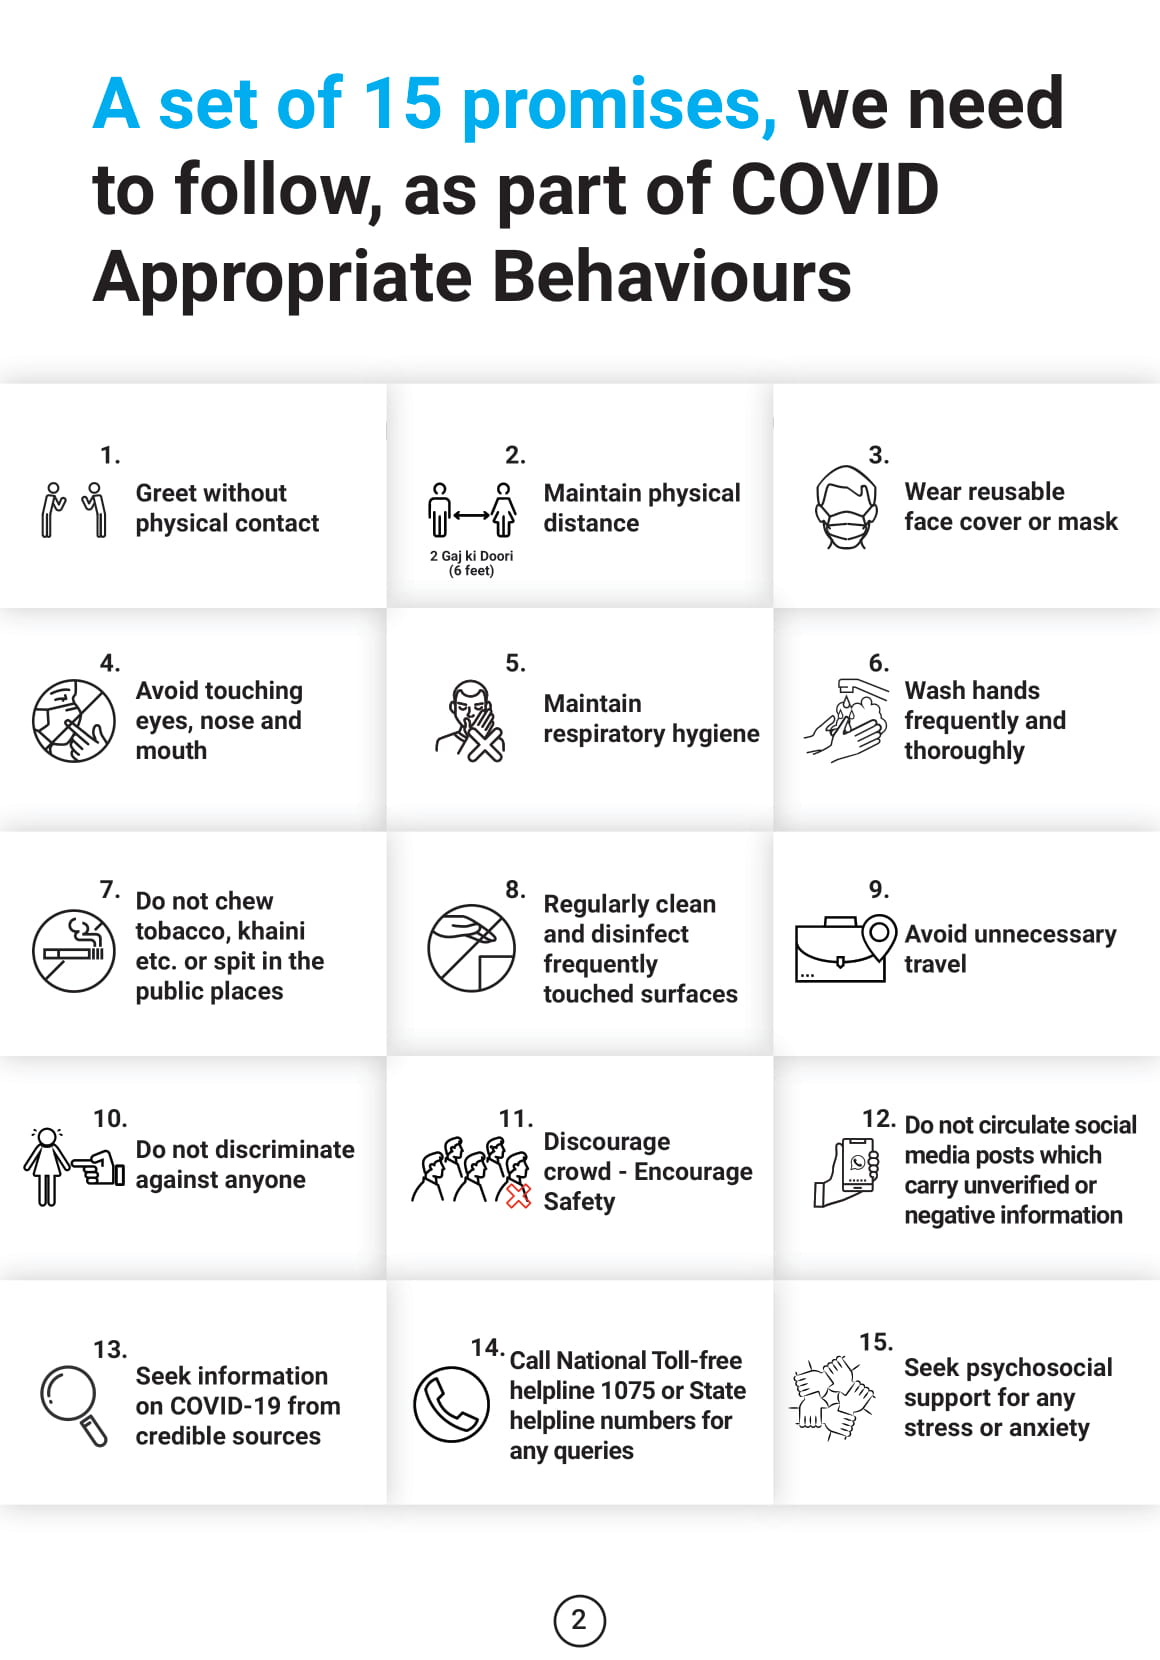 A set of 15 promises, we need
to follow, as part of COVID
Appropriate Behaviours
1.
Greet without
physical contact
2.
Maintain physical
distance
2 Gaj ki Doori
(6 feet)
3.
Wear reusable
face cover or mask
4.
Avoid touching
eyes, nose and
mouth
5.
Maintain
respiratory hygiene
6.
Wash hands
frequently and
thoroughly
7.
Do not chew
tobacco, khaini
etc. or spit in the
public places
8.
Regularly clean
and disinfect
frequently
touched surfaces
9.
Avoid unnecessary
travel
10.
Do not discriminate
against anyone
11.
Discourage
crowd - Encourage
Safety
12.
Do not circulate social
media posts which
carry unverified or
negative information
13.
Seek information
on COVID-19 from
credible sources
14.
Call National Toll-free
helpline 1075 or State
helpline numbers for
any queries
15.
Seek psychosocial
support for any
stress or anxiety
2